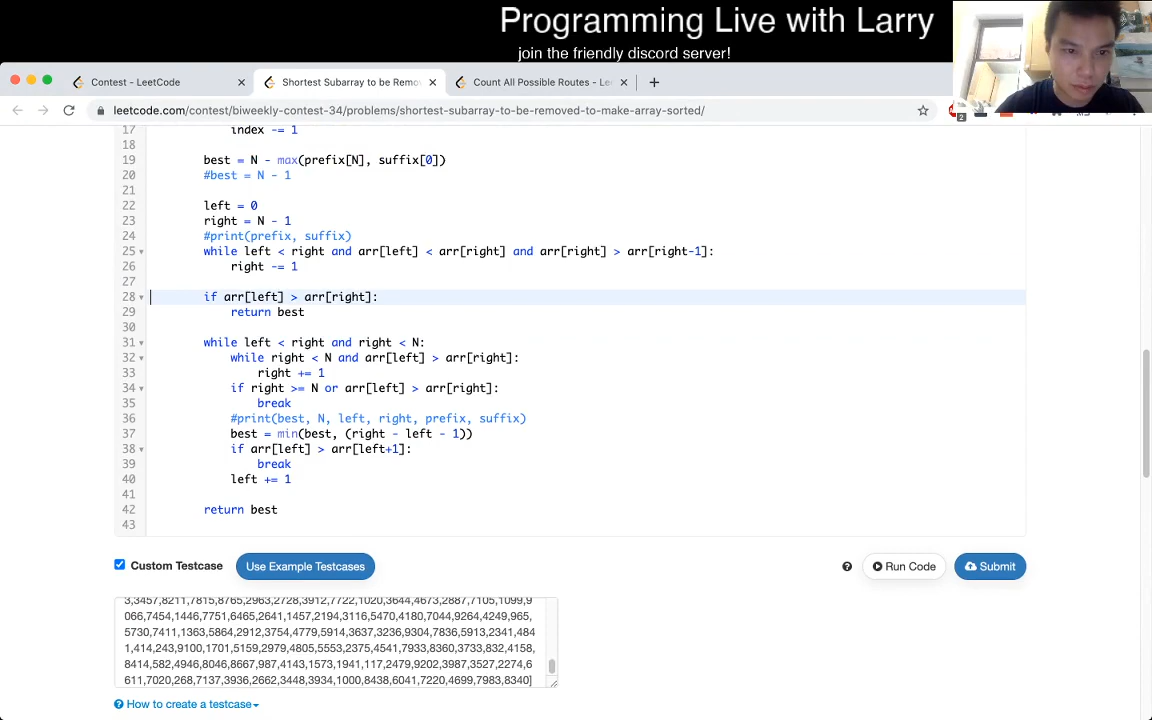 Programming Live with Larry
join the friendly discord server!
Contest - LeetCode
Shortest Subarray to be Remo
Count All Possible Routes - Le
leetcode.com/contest/biweekly-contest-34/problems/shortest-subarray-to-be-removed-to-make-array-sorted/
2
17 index -= 1
18
19 best = N - max(prefix[N], suffix[0])
20 #best = N - 1
21
22 left = 0
23 right = N - 1
24 #print(prefix, suffix)
25 while left < right and arr[left] < arr[right] and arr[right] > arr[right-1]:
26 right -= 1
27
28 if arr[left] > arr[right]:
29 return best
30
31 while left < right and right < N:
32 while right < N and arr[left] > arr[right]:
33 right += 1
34 if right >= N or arr[left] > arr[right]:
35 break
36 #print(best, N, left, right, prefix, suffix)
37 best = min(best, (right - left - 1))
38 if arr[left] > arr[left+1]:
39 break
40 left += 1
41
42 return best
43
Custom Testcase
Use Example Testcases
Run Code
Submit
3,3457,8211,7815,8765,2963,2728,3912,7722,1020,3644,4673,2887,7105,1099,9
066,7454,1446,7751,6465,2641,1457,2194,3116,5470,4180,7044,9264,4249,965,
5730,7411,1363,5864,2912,3754,4779,5914,3637,3236,9304,7836,5913,2341,484
1,414,243,9100,1701,5159,2979,4805,5553,2375,4541,7933,8360,3733,832,4158,
8414,582,4946,8046,8667,987,4143,1573,1941,117,2479,9202,3987,3527,2274,6
611,7020,268,7137,3936,2662,3448,3934,1000,8438,6041,7220,4699,7983,8340]
How to create a testcase